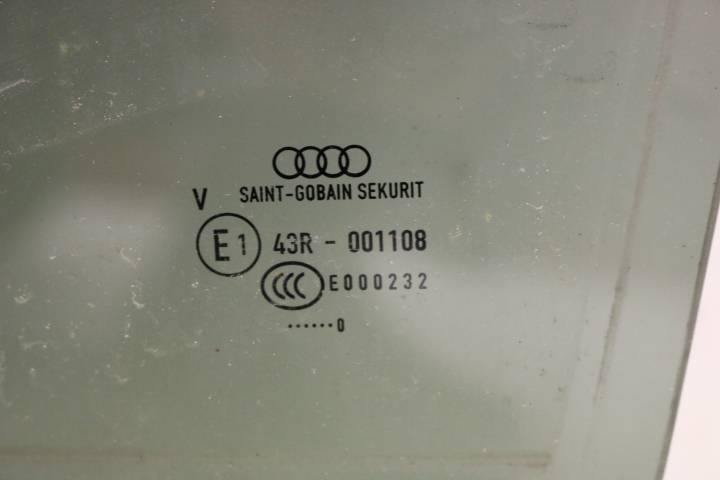 SAINT-GOBAIN SEKURIT
V
E1 43R - 001108
CCC E000232
......0